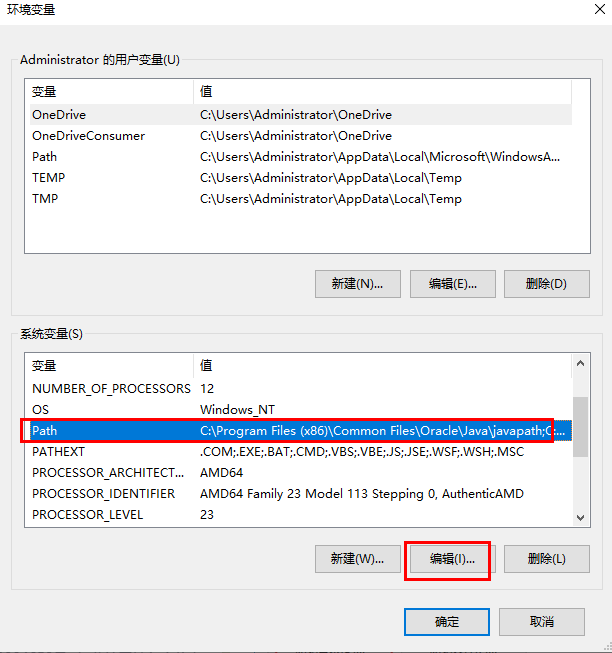 环境变量
Administrator 的用户变量(U)
变量 值
OneDrive C:\Users\Administrator\OneDrive
OneDriveConsumer C:\Users\Administrator\OneDrive
Path C:\Users\Administrator\AppData\Local\Microsoft\WindowsA...
TEMP C:\Users\Administrator\AppData\Local\Temp
TMP C:\Users\Administrator\AppData\Local\Temp
新建(N)... 编辑(E)... 删除(D)
系统变量(S)
变量 值
NUMBER_OF_PROCESSORS 12
OS Windows_NT
Path C:\Program Files (x86)\Common Files\Oracle\Java\javapath;C:...
PATHEXT .COM;.EXE;.BAT;.CMD;.VBS;.VBE;.JS;.JSE;.WSF;.WSH;.MSC
PROCESSOR_ARCHITECT... AMD64
PROCESSOR_IDENTIFIER AMD64 Family 23 Model 113 Stepping 0, AuthenticAMD
PROCESSOR_LEVEL 23
新建(W)... 编辑(I)... 删除(L)
确定 取消